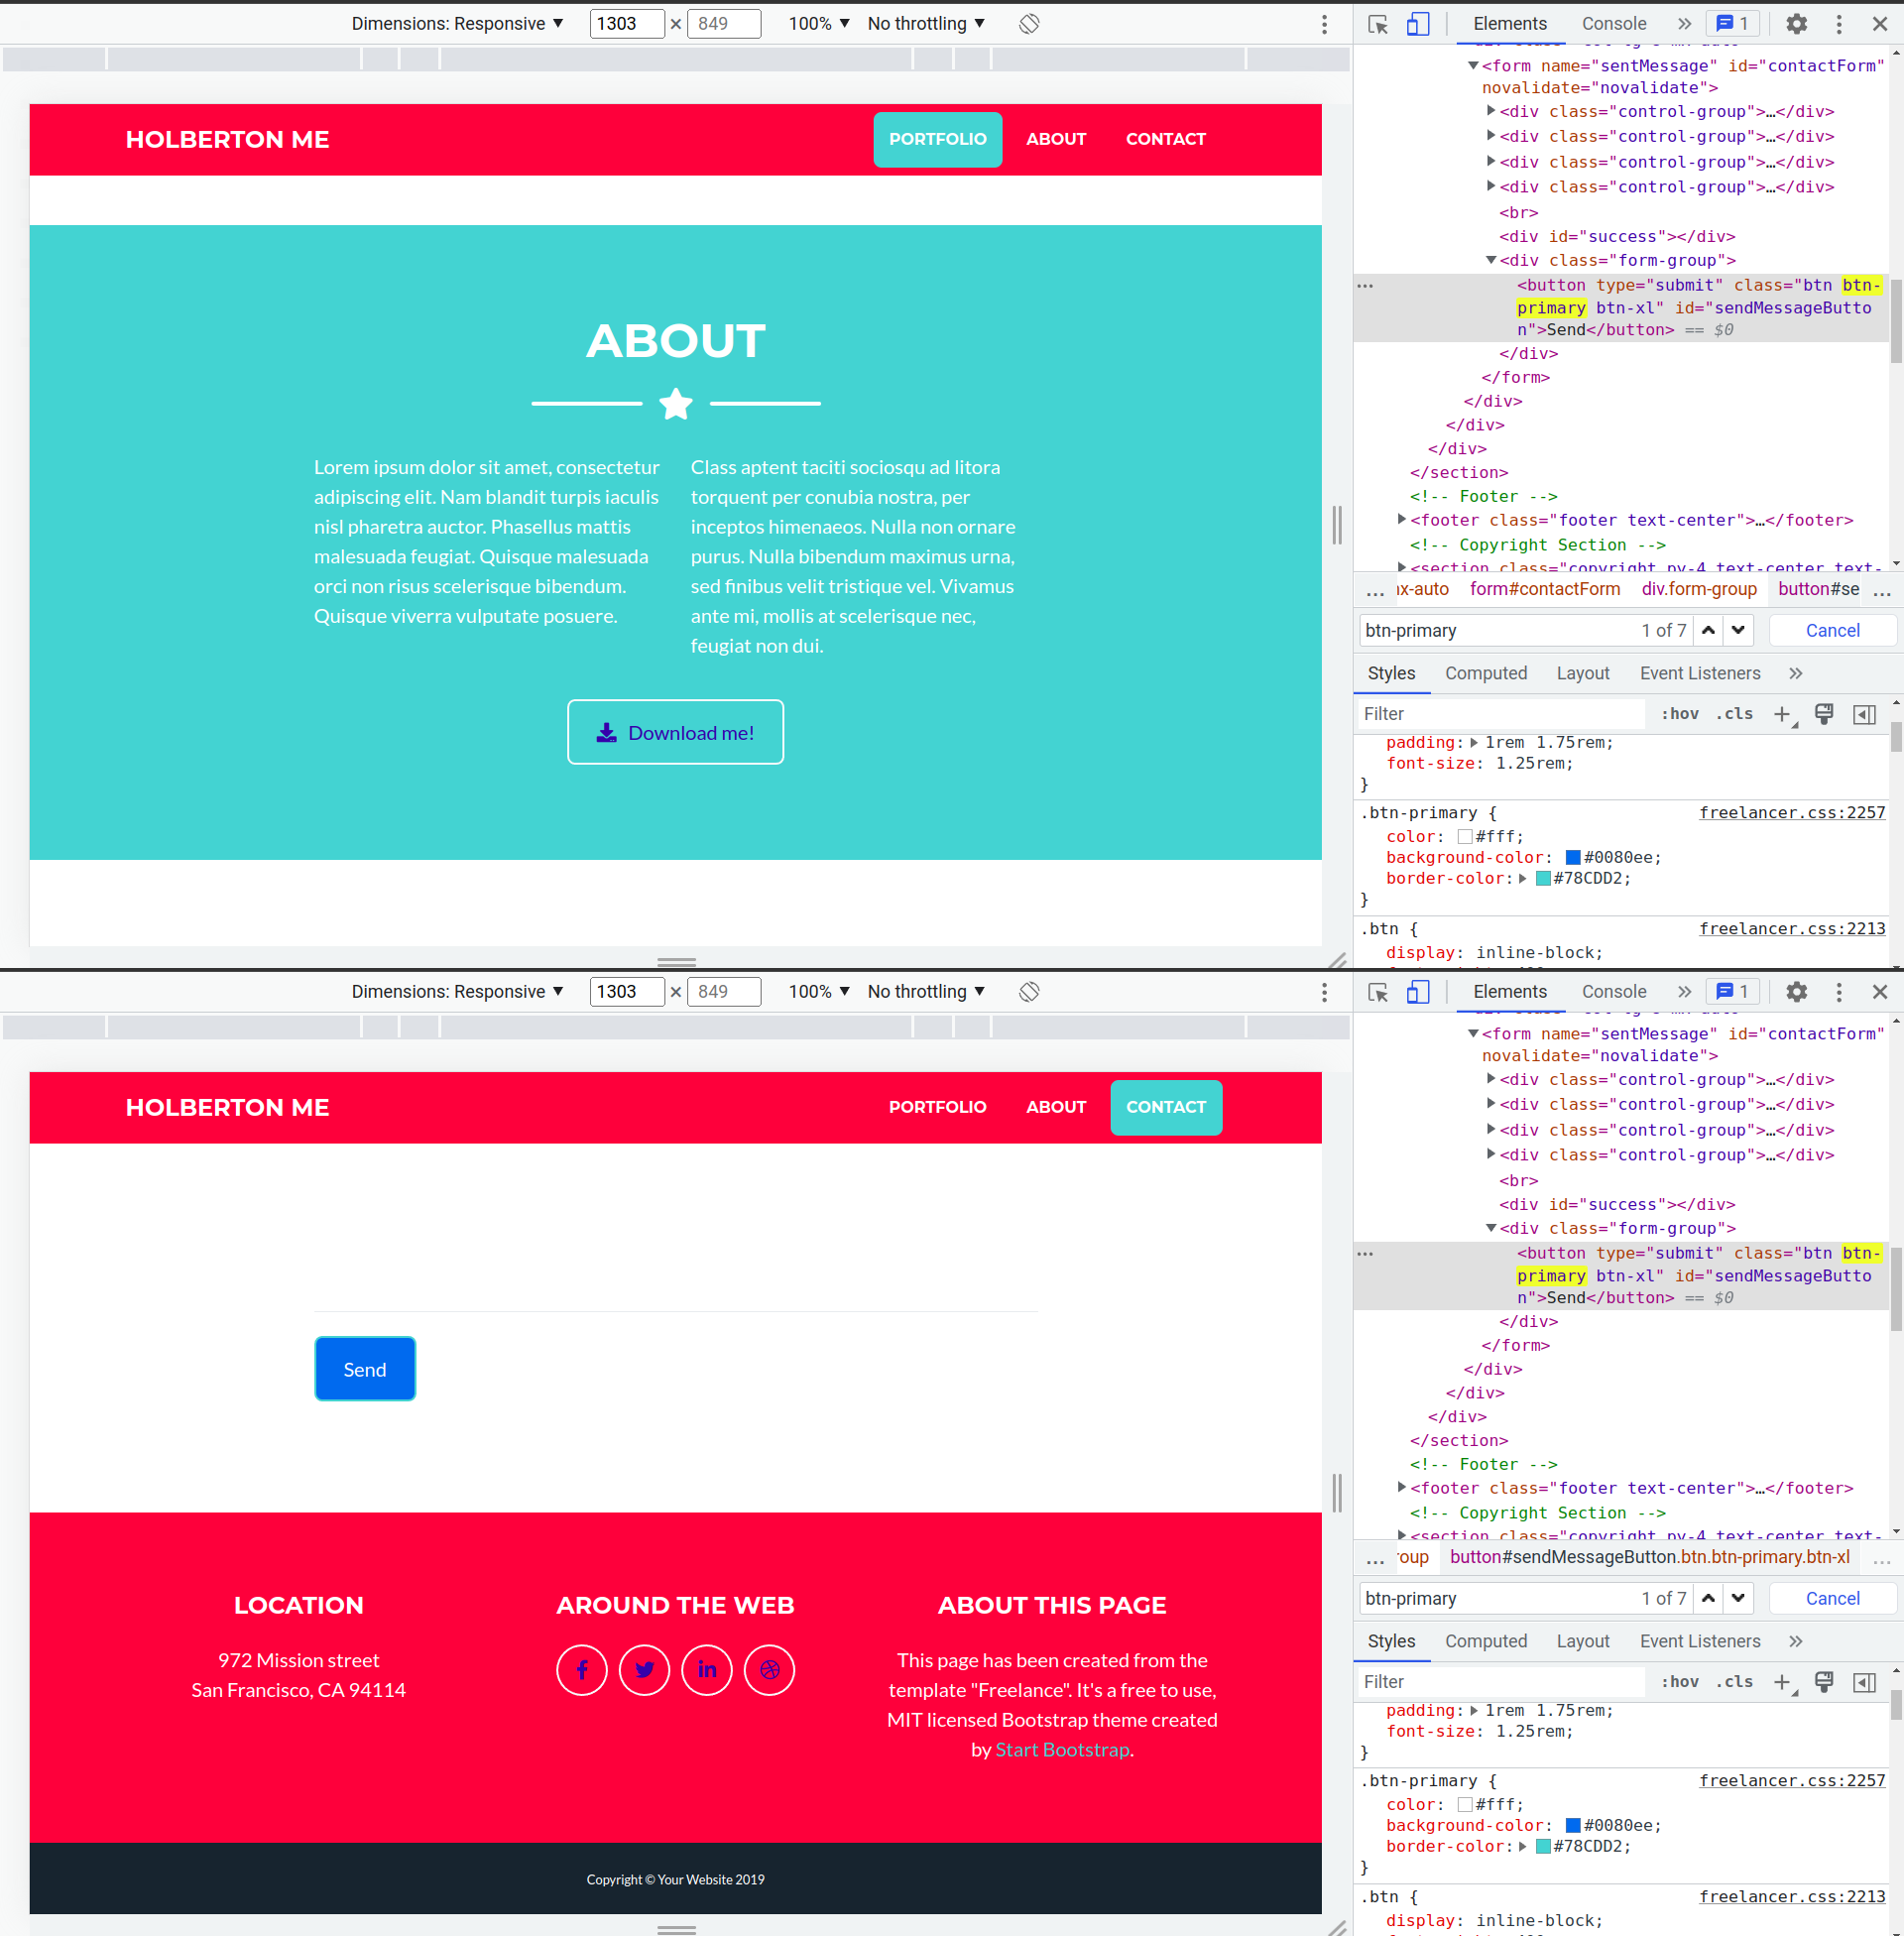 Dimensions: Responsive ▼ 1303 × 849 100% ▼ No throttling ▼
Elements Console » 1
HOLBERTON ME
PORTFOLIO ABOUT CONTACT
ABOUT
Lorem ipsum dolor sit amet, consectetur
adipiscing elit. Nam blandit turpis iaculis
nisl pharetra auctor. Phasellus mattis
malesuada feugiat. Quisque malesuada
orci non risus scelerisque bibendum.
Quisque viverra vulputate posuere.
Class aptent taciti sociosqu ad litora
torquent per conubia nostra, per
inceptos himenaeos. Nulla non ornare
purus. Nulla bibendum maximus urna,
sed finibus velit tristique vel. Vivamus
ante mi, mollis at scelerisque nec,
feugiat non dui.
Download me!
<form name="sentMessage" id="contactForm"
novalidate="novalidate">
<div class="control-group">…</div>
<div class="control-group">…</div>
<div class="control-group">…</div>
<div class="control-group">…</div>
<br>
<div id="success"></div>
<div class="form-group">
<button type="submit" class="btn btn-
primary btn-xl" id="sendMessageButto
n">Send</button> == $0
</div>
</form>
</div>
</div>
</div>
</section>
<!-- Footer -->
<footer class="footer text-center">…</footer>
<!-- Copyright Section -->
<section class="copyright py-4 text-center text-
… nx-auto form#contactForm div.form-group button#se …
btn-primary 1 of 7 Cancel
Styles Computed Layout Event Listeners »
Filter :hov .cls
padding: 1rem 1.75rem;
font-size: 1.25rem;
}
.btn-primary { freelancer.css:2257
color: #fff;
background-color: #0080ee;
border-color: #78CDD2;
}
.btn { freelancer.css:2213
display: inline-block;
Dimensions: Responsive ▼ 1303 × 849 100% ▼ No throttling ▼
Elements Console » 1
HOLBERTON ME
PORTFOLIO ABOUT CONTACT
Send
LOCATION
972 Mission street
San Francisco, CA 94114
AROUND THE WEB
ABOUT THIS PAGE
This page has been created from the
template "Freelance". It's a free to use,
MIT licensed Bootstrap theme created
by Start Bootstrap.
Copyright © Your Website 2019
<form name="sentMessage" id="contactForm"
novalidate="novalidate">
<div class="control-group">…</div>
<div class="control-group">…</div>
<div class="control-group">…</div>
<div class="control-group">…</div>
<br>
<div id="success"></div>
<div class="form-group">
<button type="submit" class="btn btn-
primary btn-xl" id="sendMessageButto
n">Send</button> == $0
</div>
</form>
</div>
</div>
</div>
</section>
<!-- Footer -->
<footer class="footer text-center">…</footer>
<!-- Copyright Section -->
<section class="copyright py-4 text-center text-
… roup button#sendMessageButton.btn.btn-primary.btn-xl …
btn-primary 1 of 7 Cancel
Styles Computed Layout Event Listeners »
Filter :hov .cls
padding: 1rem 1.75rem;
font-size: 1.25rem;
}
.btn-primary { freelancer.css:2257
color: #fff;
background-color: #0080ee;
border-color: #78CDD2;
}
.btn { freelancer.css:2213
display: inline-block;